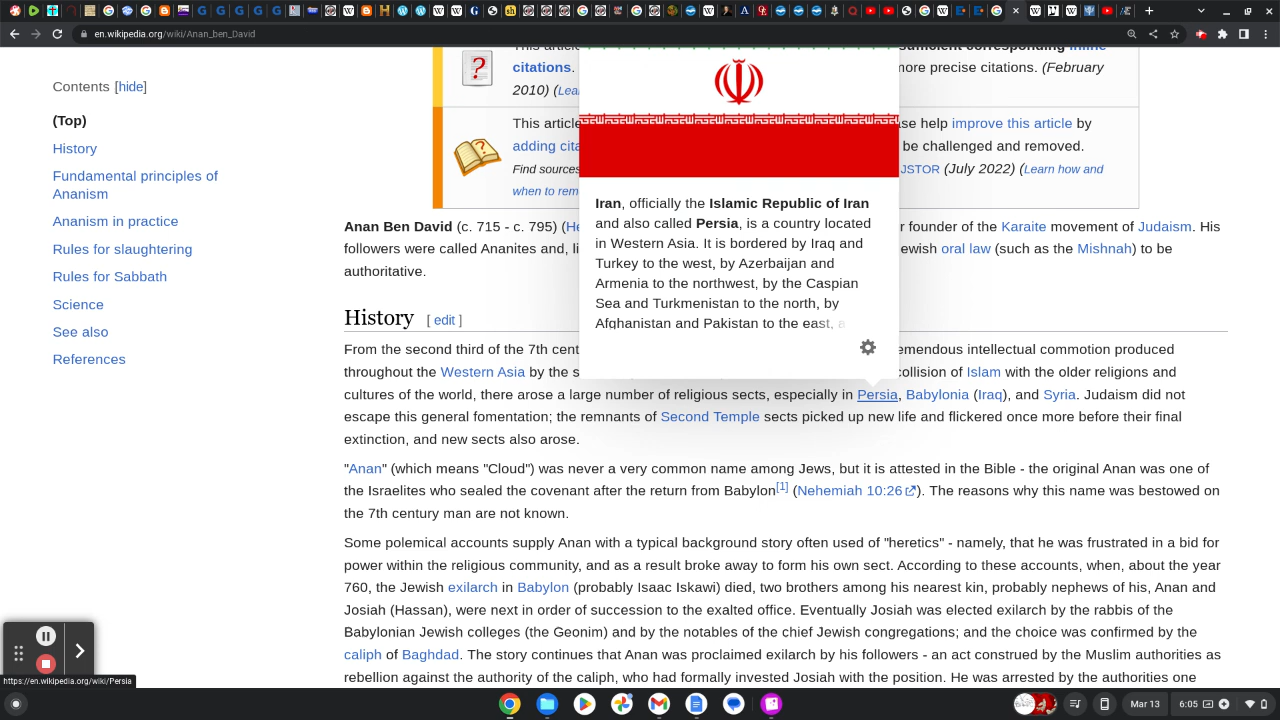 en.wikipedia.org/wiki/Anan_ben_David
Contents [hide]
(Top)
History
Fundamental principles of
Ananism
Ananism in practice
Rules for slaughtering
Rules for Sabbath
Science
See also
References
This article sufficient corresponding inline
citations. more precise citations. (February
2010) (
This article help improve this article by
adding be challenged and removed.
Find sources JSTOR (July 2022) (Learn how and
when to
Iran, officially the Islamic Republic of Iran
and also called Persia, is a country located
in Western Asia. It is bordered by Iraq and
Turkey to the west, by Azerbaijan and
Armenia to the northwest, by the Caspian
Sea and Turkmenistan to the north, by
Afghanistan and Pakistan to the east, a
Anan Ben David (c. 715 - c. 795) ( founder of the Karaite movement of Judaism. His
followers were called Ananites and, oral law (such as the Mishnah) to be
authoritative.
History [ edit ]
From the second third of the 7th intellectual commotion produced
throughout the Western Asia by the collision of Islam with the older religions and
cultures of the world, there arose a large number of religious sects, especially in Persia, Babylonia (Iraq), and Syria. Judaism did not
escape this general fomentation; the remnants of Second Temple sects picked up new life and flickered once more before their final
extinction, and new sects also arose.
"Anan" (which means "Cloud") was never a very common name among Jews, but it is attested in the Bible - the original Anan was one of
the Israelites who sealed the covenant after the return from Babylon[1] (Nehemiah 10:26). The reasons why this name was bestowed on
the 7th century man are not known.
Some polemical accounts supply Anan with a typical background story often used of "heretics" - namely, that he was frustrated in a bid for
power within the religious community, and as a result broke away to form his own sect. According to these accounts, when, about the year
760, the Jewish exilarch in Babylon (probably Isaac Iskawi) died, two brothers among his nearest kin, probably nephews of his, Anan and
Josiah (Hassan), were next in order of succession to the exalted office. Eventually Josiah was elected exilarch by the rabbis of the
Babylonian Jewish colleges (the Geonim) and by the notables of the chief Jewish congregations; and the choice was confirmed by the
caliph of Baghdad. The story continues that Anan was proclaimed exilarch by his followers - an act construed by the Muslim authorities as
rebellion against the authority of the caliph, who had formally invested Josiah with the position. He was arrested by the authorities one
https://en.wikipedia.org/wiki/Persia
Mar 13
6:05